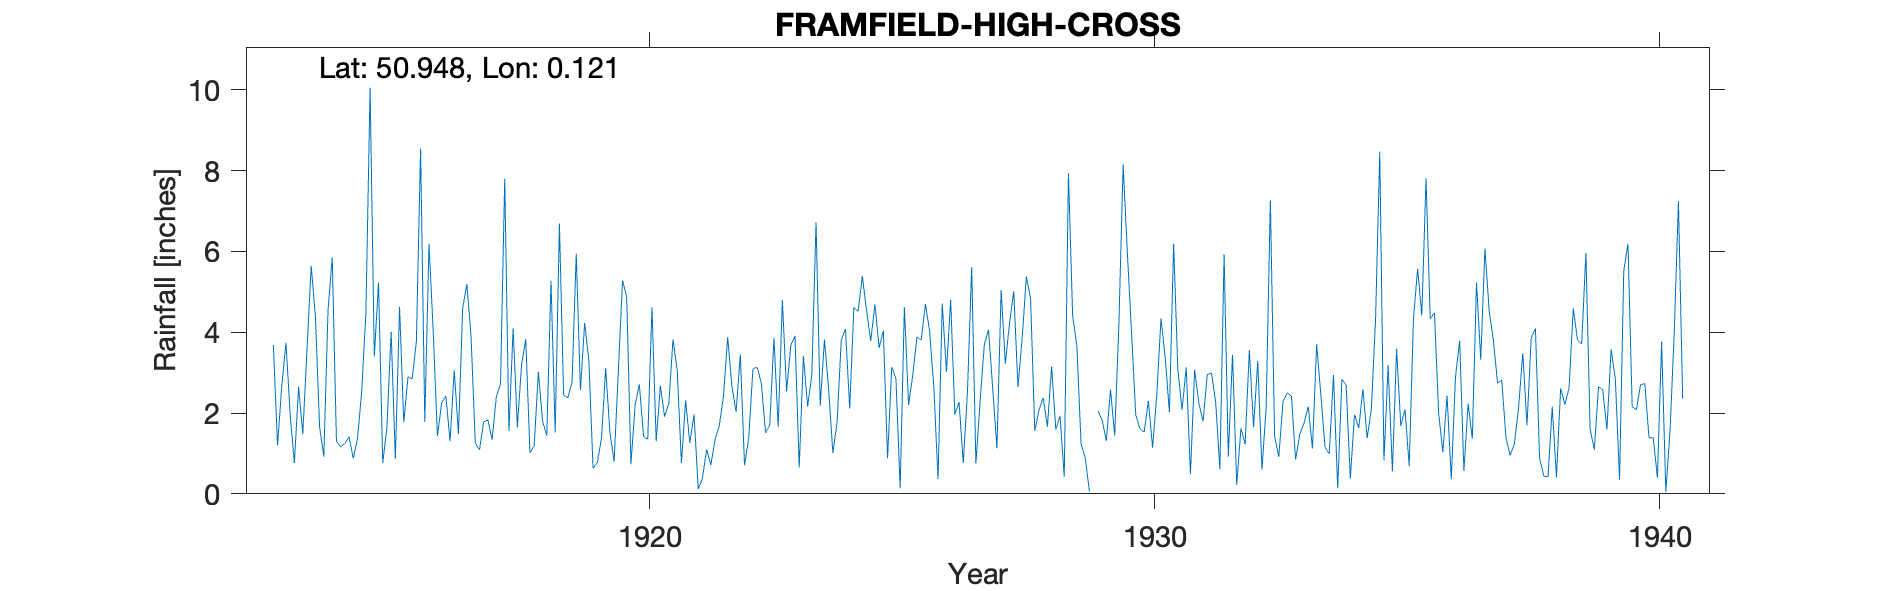 FRAMFIELD-HIGH-CROSS
Lat: 50.948, Lon: 0.121
10
8
6
4
2
0
Rainfall [inches]
1920 1930 1940
Year